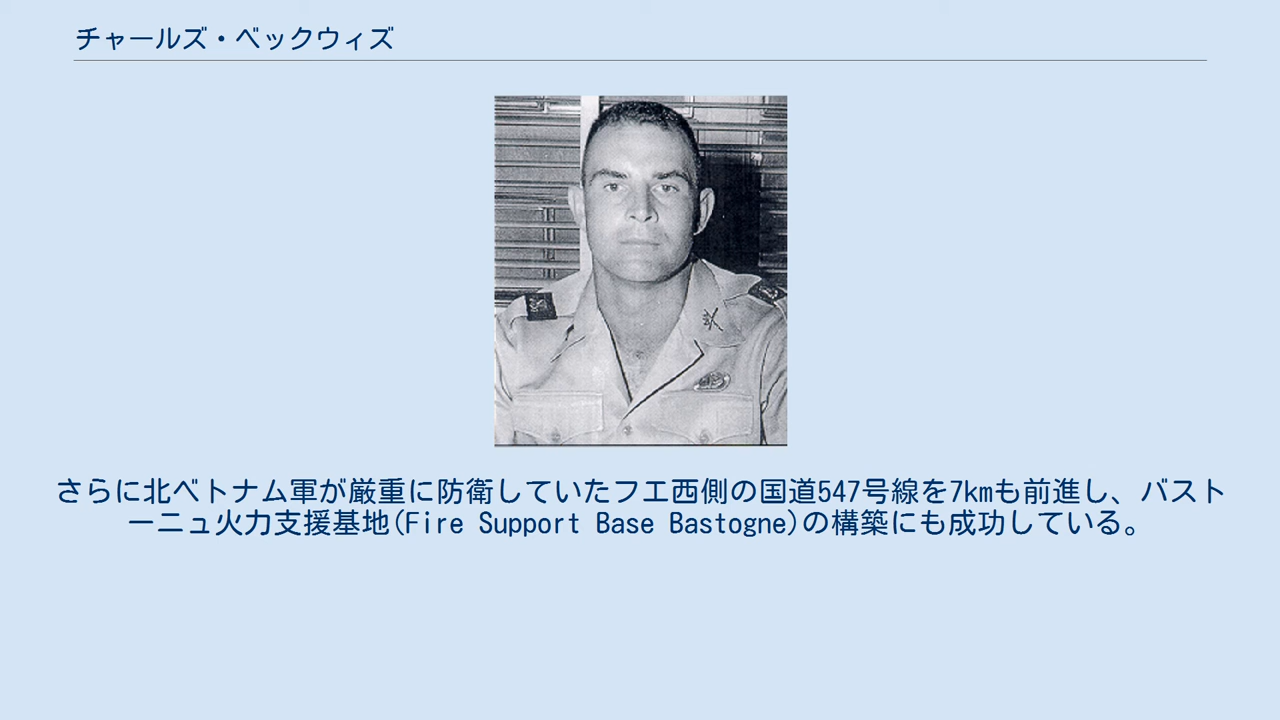 チャールズ・ベックウィズ
さらに北ベトナム軍が厳重に防衛していたフエ西側の国道547号線を7kmも前進し、バスト
ーニュ火力支援基地(Fire Support Base Bastogne)の構築にも成功している。